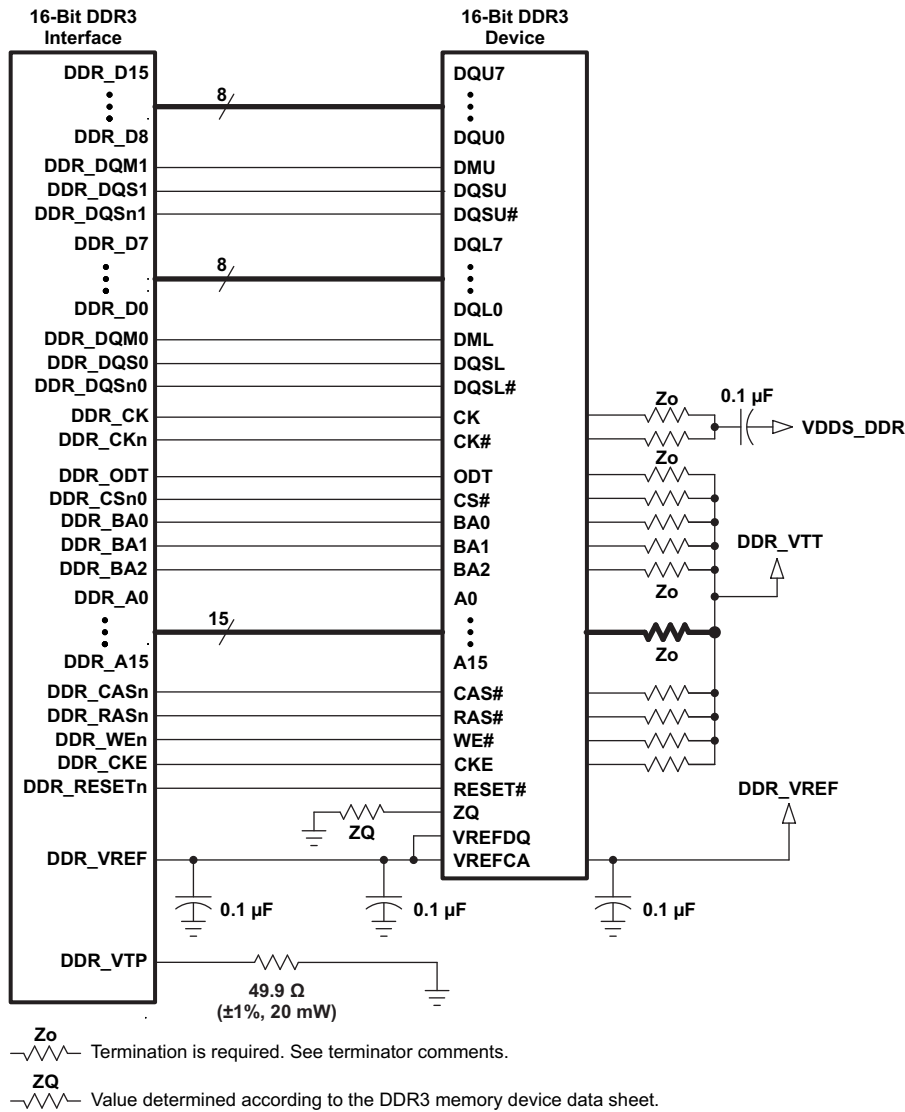 16-Bit DDR3
Interface
16-Bit DDR3
Device
DDR_D15
8
DQU7
DDR_D8
DQU0
DDR_DQM1
DMU
DDR_DQS1
DQSU
DDR_DQSn1
DQSU#
DDR_D7
8
DQL7
DDR_D0
DQL0
DDR_DQM0
DML
DDR_DQS0
DQSL
DDR_DQSn0
DQSL#
Zo
0.1 µF
DDR_CK
CK
VDDS_DDR
DDR_CKn
CK#
Zo
DDR_ODT
ODT
DDR_CSn0
CS#
DDR_BA0
BA0
DDR_BA1
BA1
DDR_VTT
DDR_BA2
BA2
Zo
DDR_A0
A0
15
Zo
DDR_A15
A15
DDR_CASn
CAS#
DDR_RASn
RAS#
DDR_WEn
WE#
DDR_CKE
CKE
DDR_RESETn
RESET#
DDR_VREF
ZQ
ZQ
VREFDQ
DDR_VREF
VREFCA
0.1 µF
0.1 µF
0.1 µF
DDR_VTP
49.9 Ω
(±1%, 20 mW)
Zo
Termination is required. See terminator comments.
ZQ
Value determined according to the DDR3 memory device data sheet.